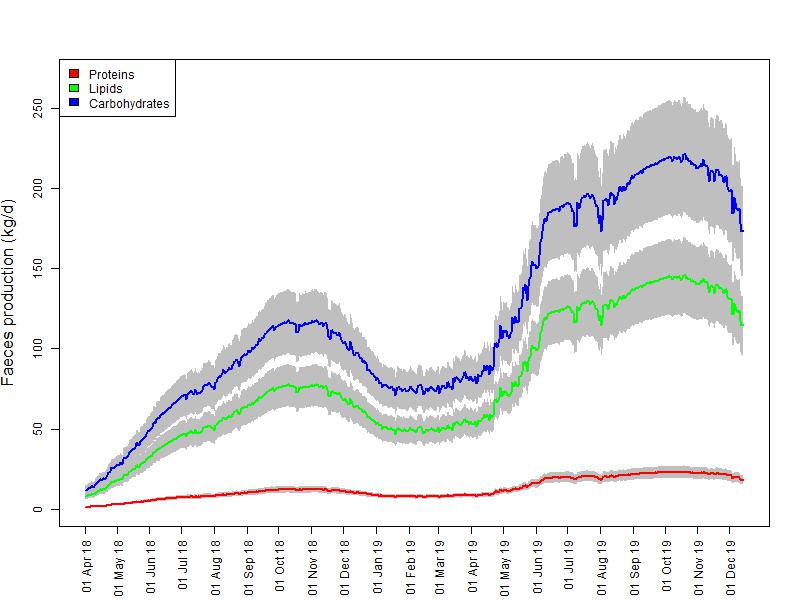 Proteins
Lipids
Carbohydrates
Faeces production (kg/d)
250
200
150
100
50
0
01 Apr 18
01 May 18
01 Jun 18
01 Jul 18
01 Aug 18
01 Sep 18
01 Oct 18
01 Nov 18
01 Dec 18
01 Jan 19
01 Feb 19
01 Mar 19
01 Apr 19
01 May 19
01 Jun 19
01 Jul 19
01 Aug 19
01 Sep 19
01 Oct 19
01 Nov 19
01 Dec 19